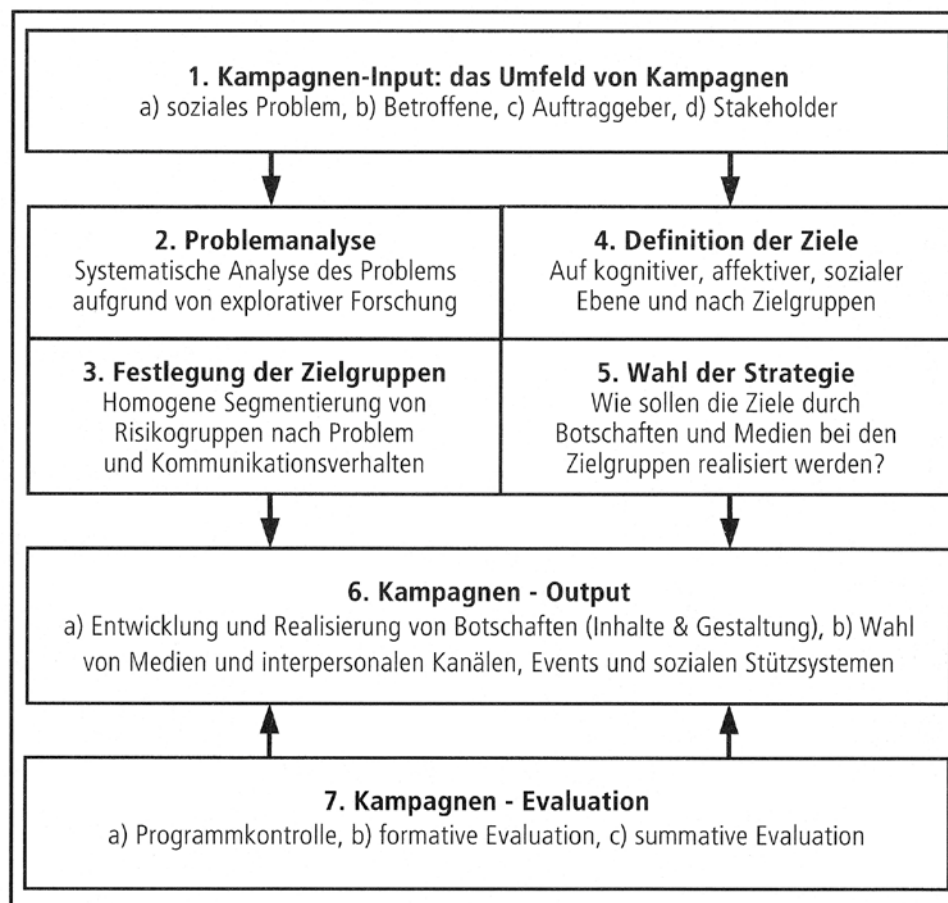 1. Kampagnen-Input: das Umfeld von Kampagnen
a) soziales Problem, b) Betroffene, c) Auftraggeber, d) Stakeholder
2. Problemanalyse
Systematische Analyse des Problems
aufgrund von explorativer Forschung
3. Festlegung der Zielgruppen
Homogene Segmentierung von
Risikogruppen nach Problem
und Kommunikationsverhalten
4. Definition der Ziele
Auf kognitiver, affektiver, sozialer
Ebene und nach Zielgruppen
5. Wahl der Strategie
Wie sollen die Ziele durch
Botschaften und Medien bei den
Zielgruppen realisiert werden?
6. Kampagnen - Output
a) Entwicklung und Realisierung von Botschaften (Inhalte & Gestaltung), b) Wahl
von Medien und interpersonalen Kanälen, Events und sozialen Stützsystemen
7. Kampagnen - Evaluation
a) Programmkontrolle, b) formative Evaluation, c) summative Evaluation